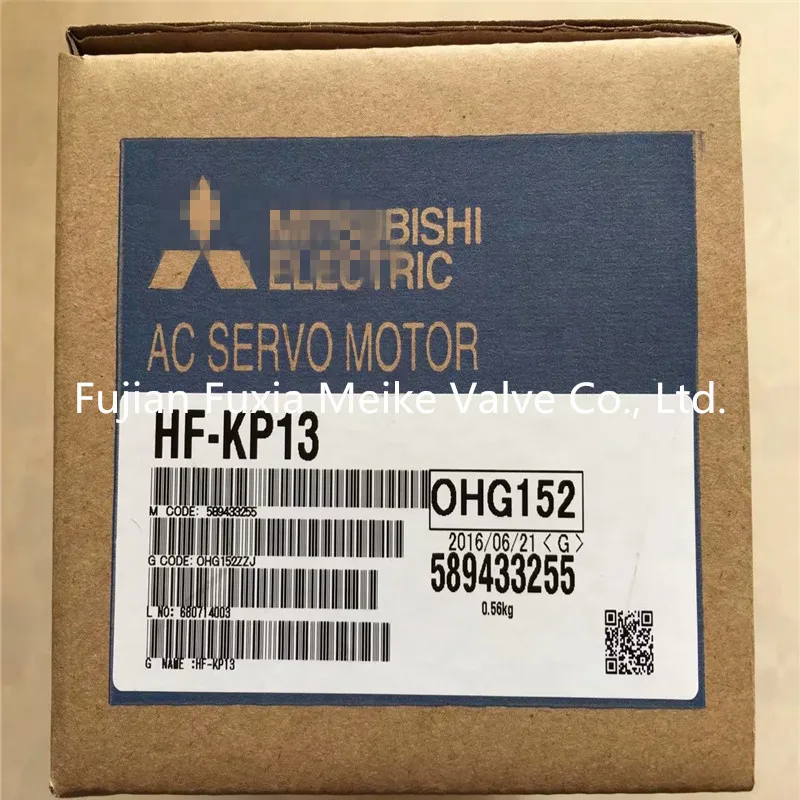 MITSUBISHI
ELECTRIC
AC SERVO MOTOR
Fujian Fuxia Meike Valve Co., Ltd.
HF-KP13
M CODE: 589433255
OHG152
2016/06/21 <G>
G CODE: OHG152ZZJ
589433255
0.56kg
L NO: 680714003
G NAME :HF-KP13